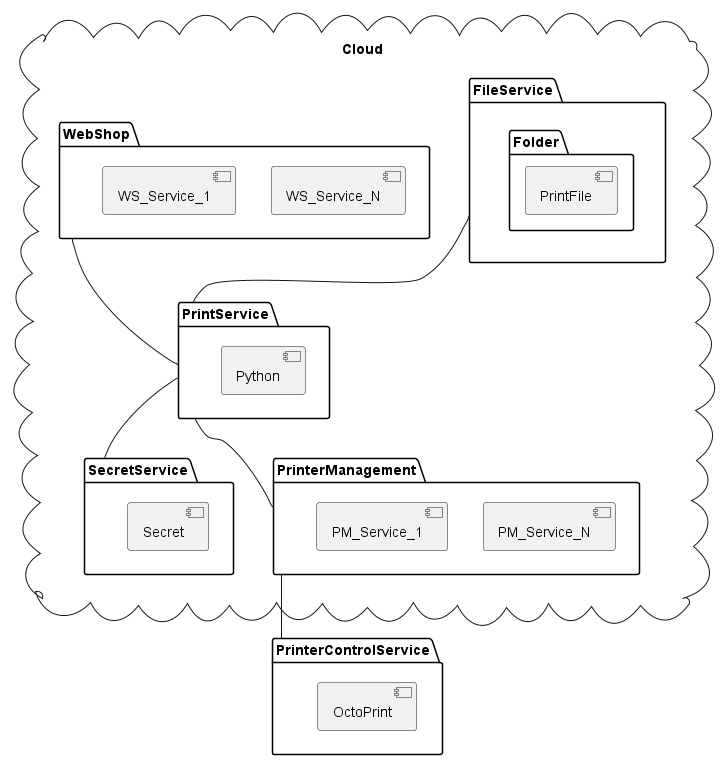 Cloud
FileService
Folder
PrintFile
WebShop
WS_Service_1
WS_Service_N
PrintService
Python
SecretService
Secret
PrinterManagement
PM_Service_1
PM_Service_N
PrinterControlService
OctoPrint